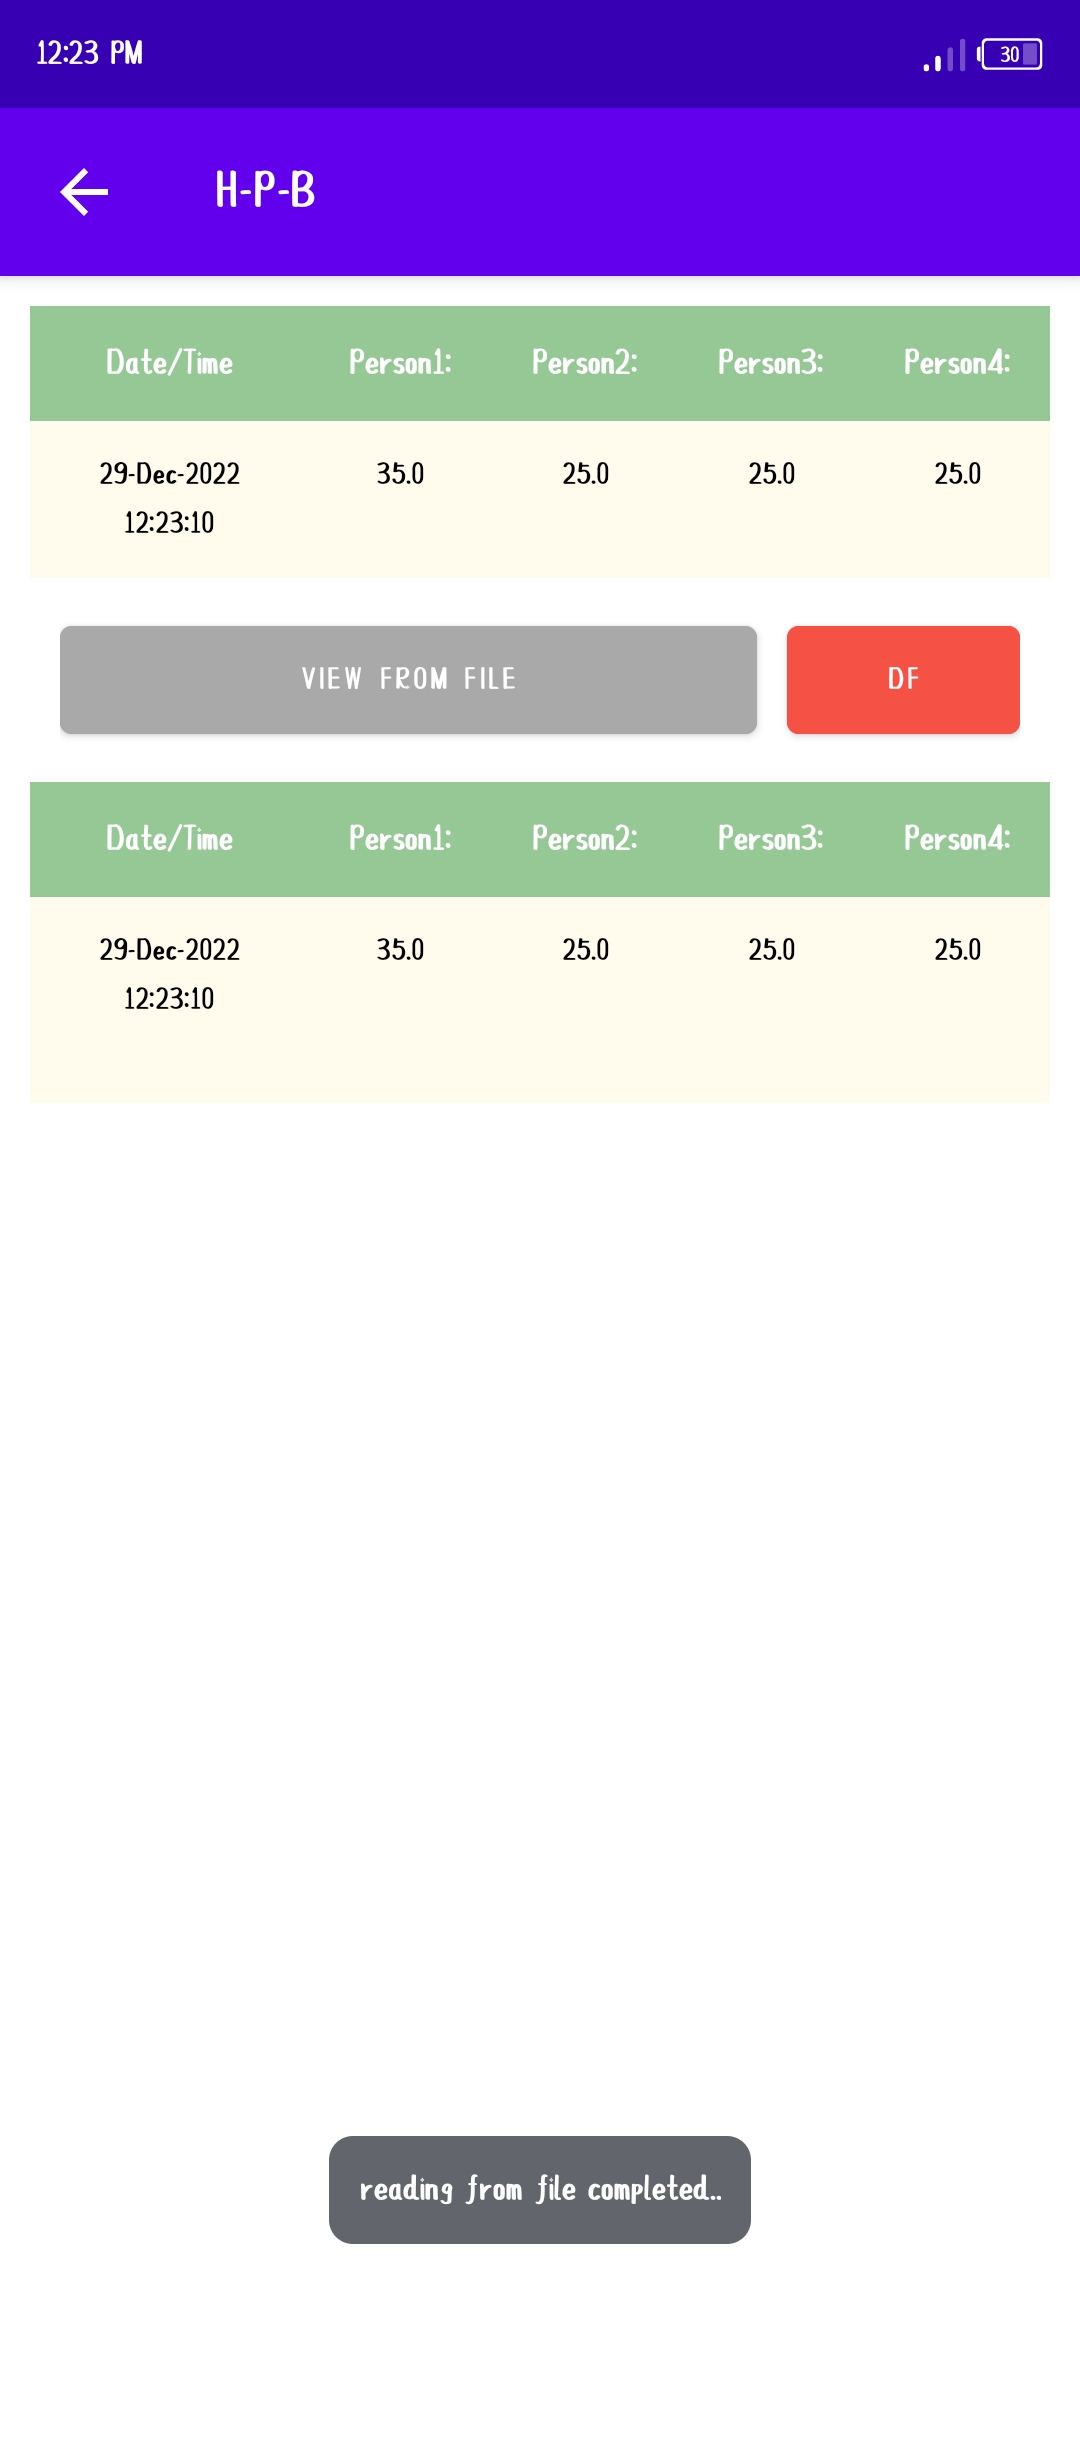 12:23 PM 30
H-P-B
Date/Time Person1: Person2: Person3: Person4:
29-Dec-2022 35.0 25.0 25.0 25.0
12:23:10
VIEW FROM FILE DF
Date/Time Person1: Person2: Person3: Person4:
29-Dec-2022 35.0 25.0 25.0 25.0
12:23:10
reading from file completed..